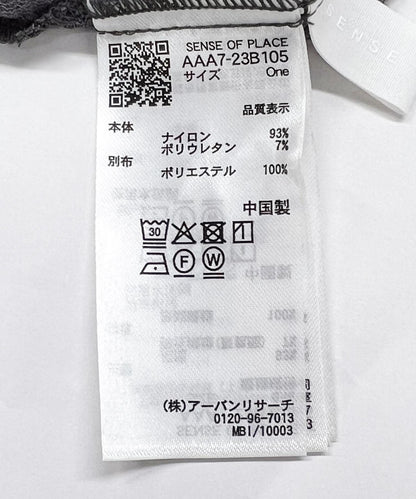 SENSE OF PLACE
AAA7-23B105
サイズ One
品質表示
本体
ナイロン 93%
ポリウレタン 7%
別布
ポリエステル 100%
中国製
30
F W
(株)アーバンリサーチ
0120-96-7013
MBI/10003
SENSE